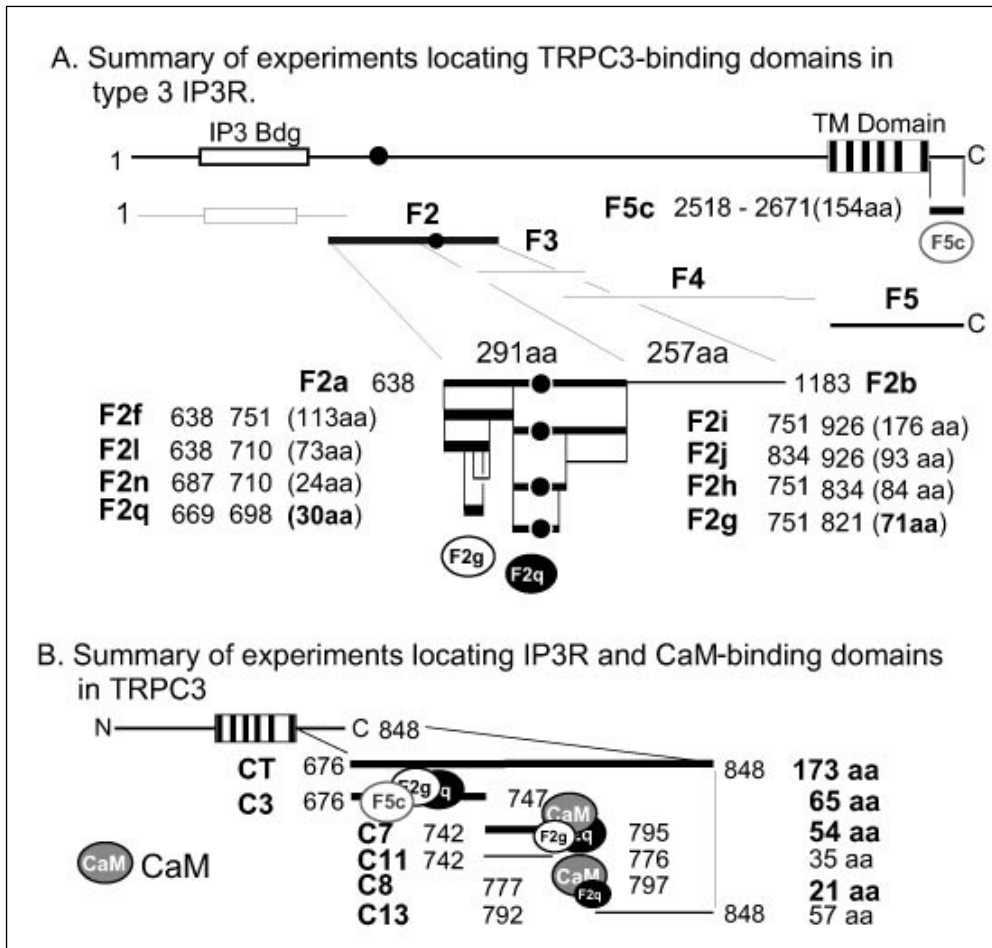 A. Summary of experiments locating TRPC3-binding domains in
type 3 IP3R.
IP3 Bdg
TM Domain
1
C
1
F2
F5c 2518 - 2671(154aa)
F5c
F3
F4
F5
C
291aa
257aa
F2a 638
1183 F2b
F2f 638 751 (113aa)
F2l 638 710 (73aa)
F2n 687 710 (24aa)
F2q 669 698 (30aa)
F2i 751 926 (176 aa)
F2j 834 926 (93 aa)
F2h 751 834 (84 aa)
F2g 751 821 (71aa)
F2g
F2q
B. Summary of experiments locating IP3R and CaM-binding domains
in TRPC3
N
C 848
CT 676
848 173 aa
F2g q
C3 676
F5c
747
65 aa
CaM
C7 742
F2g q
795 54 aa
C11 742
776 35 aa
CaM CaM
C8 777
CaM
F2q
797 21 aa
C13 792
848 57 aa